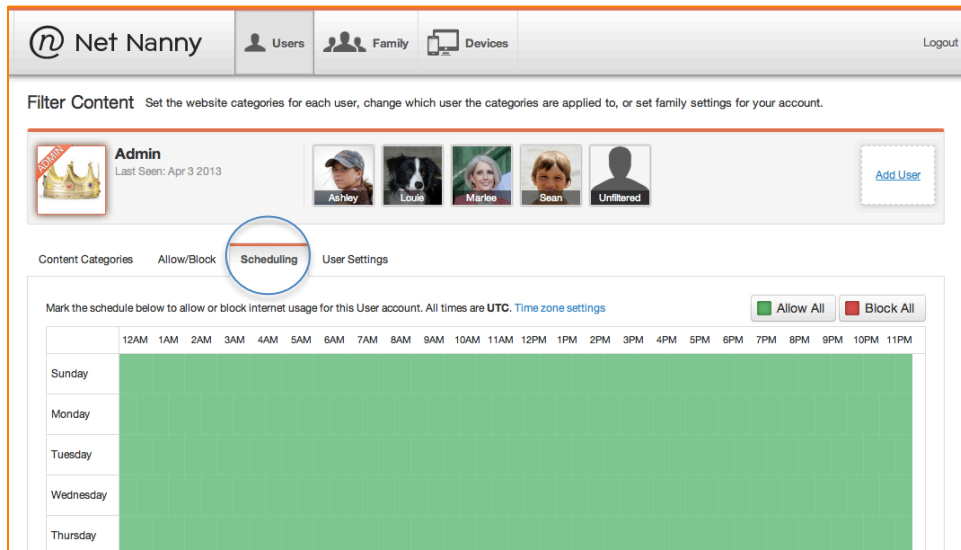 Net Nanny
Users
Family
Devices
Logout
Filter Content Set the website categories for each user, change which user the categories are applied to, or set family settings for your account.
ADMIN
Admin
Last Seen: Apr 3 2013
Ashley
Louie
Marlee
Sean
Unfiltered
Add User
Content Categories Allow/Block Scheduling User Settings
Mark the schedule below to allow or block internet usage for this User account. All times are UTC. Time zone settings
Allow All
Block All
12AM 1AM 2AM 3AM 4AM 5AM 6AM 7AM 8AM 9AM 10AM 11AM 12PM 1PM 2PM 3PM 4PM 5PM 6PM 7PM 8PM 9PM 10PM 11PM
Sunday
Monday
Tuesday
Wednesday
Thursday